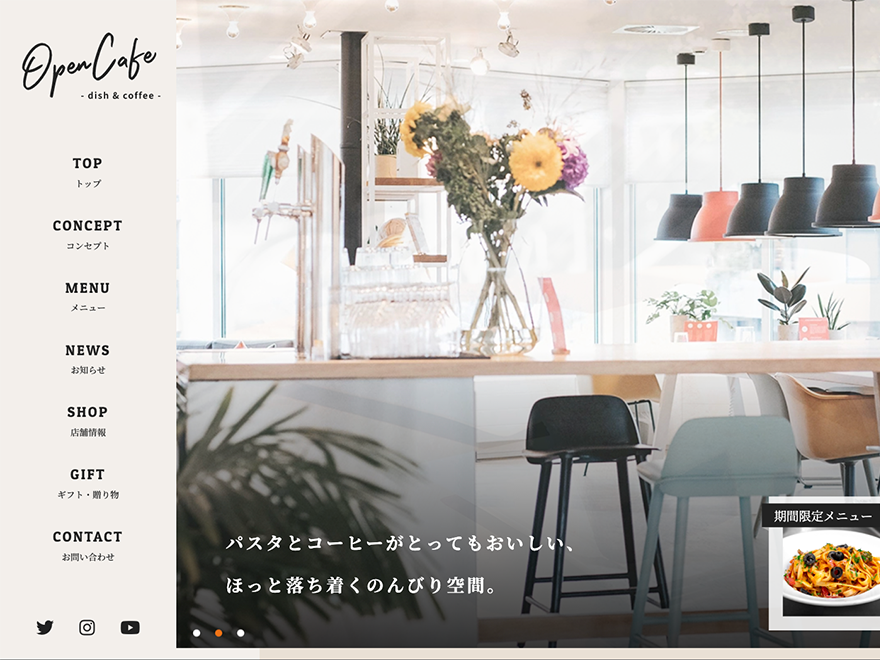 OpenCafe
- dish & coffee -
TOP
トップ
CONCEPT
コンセプト
MENU
メニュー
NEWS
お知らせ
SHOP
店舗情報
GIFT
ギフト・贈り物
CONTACT
お問い合わせ
パスタとコーヒーがとってもおいしい、
ほっと落ち着くのんびり空間。
期間限定メニュー